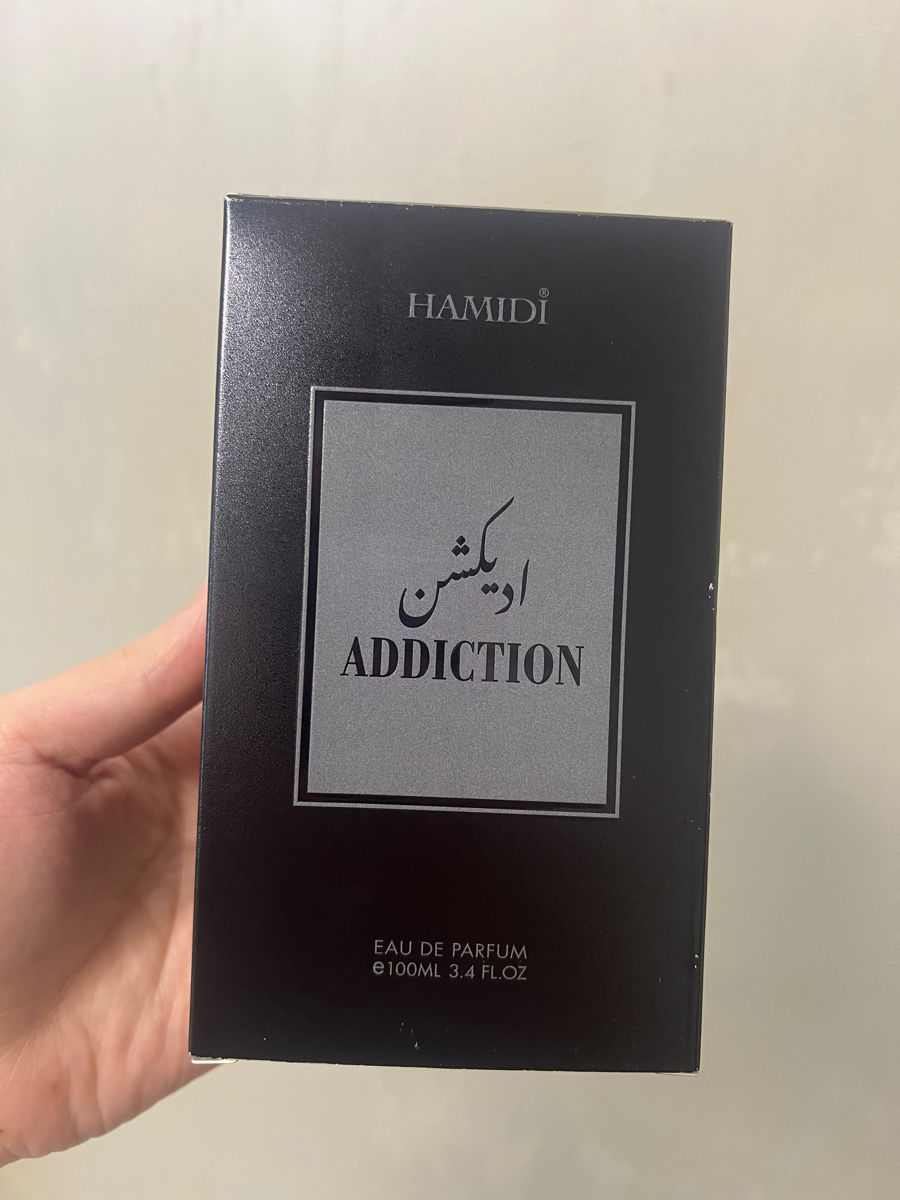 HAMIDI®
اديكشن
ADDICTION
EAU DE PARFUM
℮100ML 3.4 FL.OZ